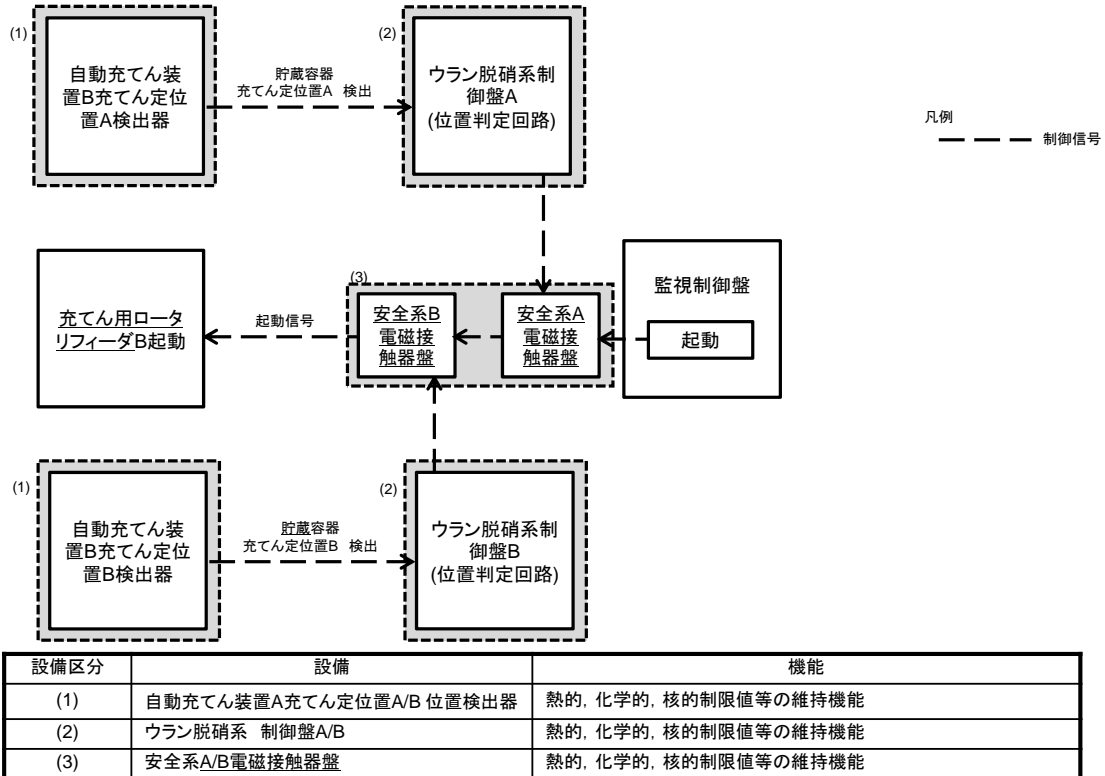 (1)
自動充てん装
置B充てん定位
置A検出器
貯蔵容器
充てん定位置A 検出
(2)
ウラン脱硝系制
御盤A
(位置判定回路)
凡例
制御信号
充てん用ロータ
リフィーダB起動
起動信号
(3)
安全系B
電磁接
触器盤
安全系A
電磁接
触器盤
監視制御盤
起動
(1)
自動充てん装
置B充てん定位
置B検出器
貯蔵容器
充てん定位置B 検出
(2)
ウラン脱硝系制
御盤B
(位置判定回路)
設備区分 設備 機能
(1) 自動充てん装置A充てん定位置A/B 位置検出器 熱的，化学的，核的制限値等の維持機能
(2) ウラン脱硝系 制御盤A/B 熱的，化学的，核的制限値等の維持機能
(3) 安全系A/B電磁接触器盤 熱的，化学的，核的制限値等の維持機能